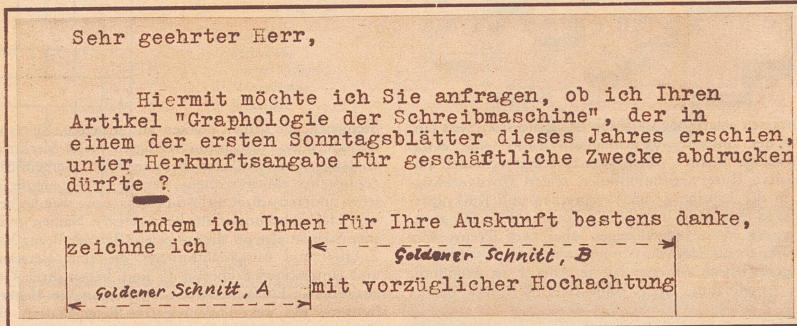 Sehr geehrter Herr,
Hiermit möchte ich Sie anfragen, ob ich Ihren
Artikel "Graphologie der Schreibmaschine", der in
einem der ersten Sonntagsblätter dieses Jahres erschien,
unter Herkunftsangabe für geschäftliche Zwecke abdrucken
dürfte ?
Indem ich Ihnen für Ihre Auskunft bestens danke,
zeichne ich
Goldener Schnitt, B
Goldener Schnitt, A
mit vorzüglicher Hochachtung